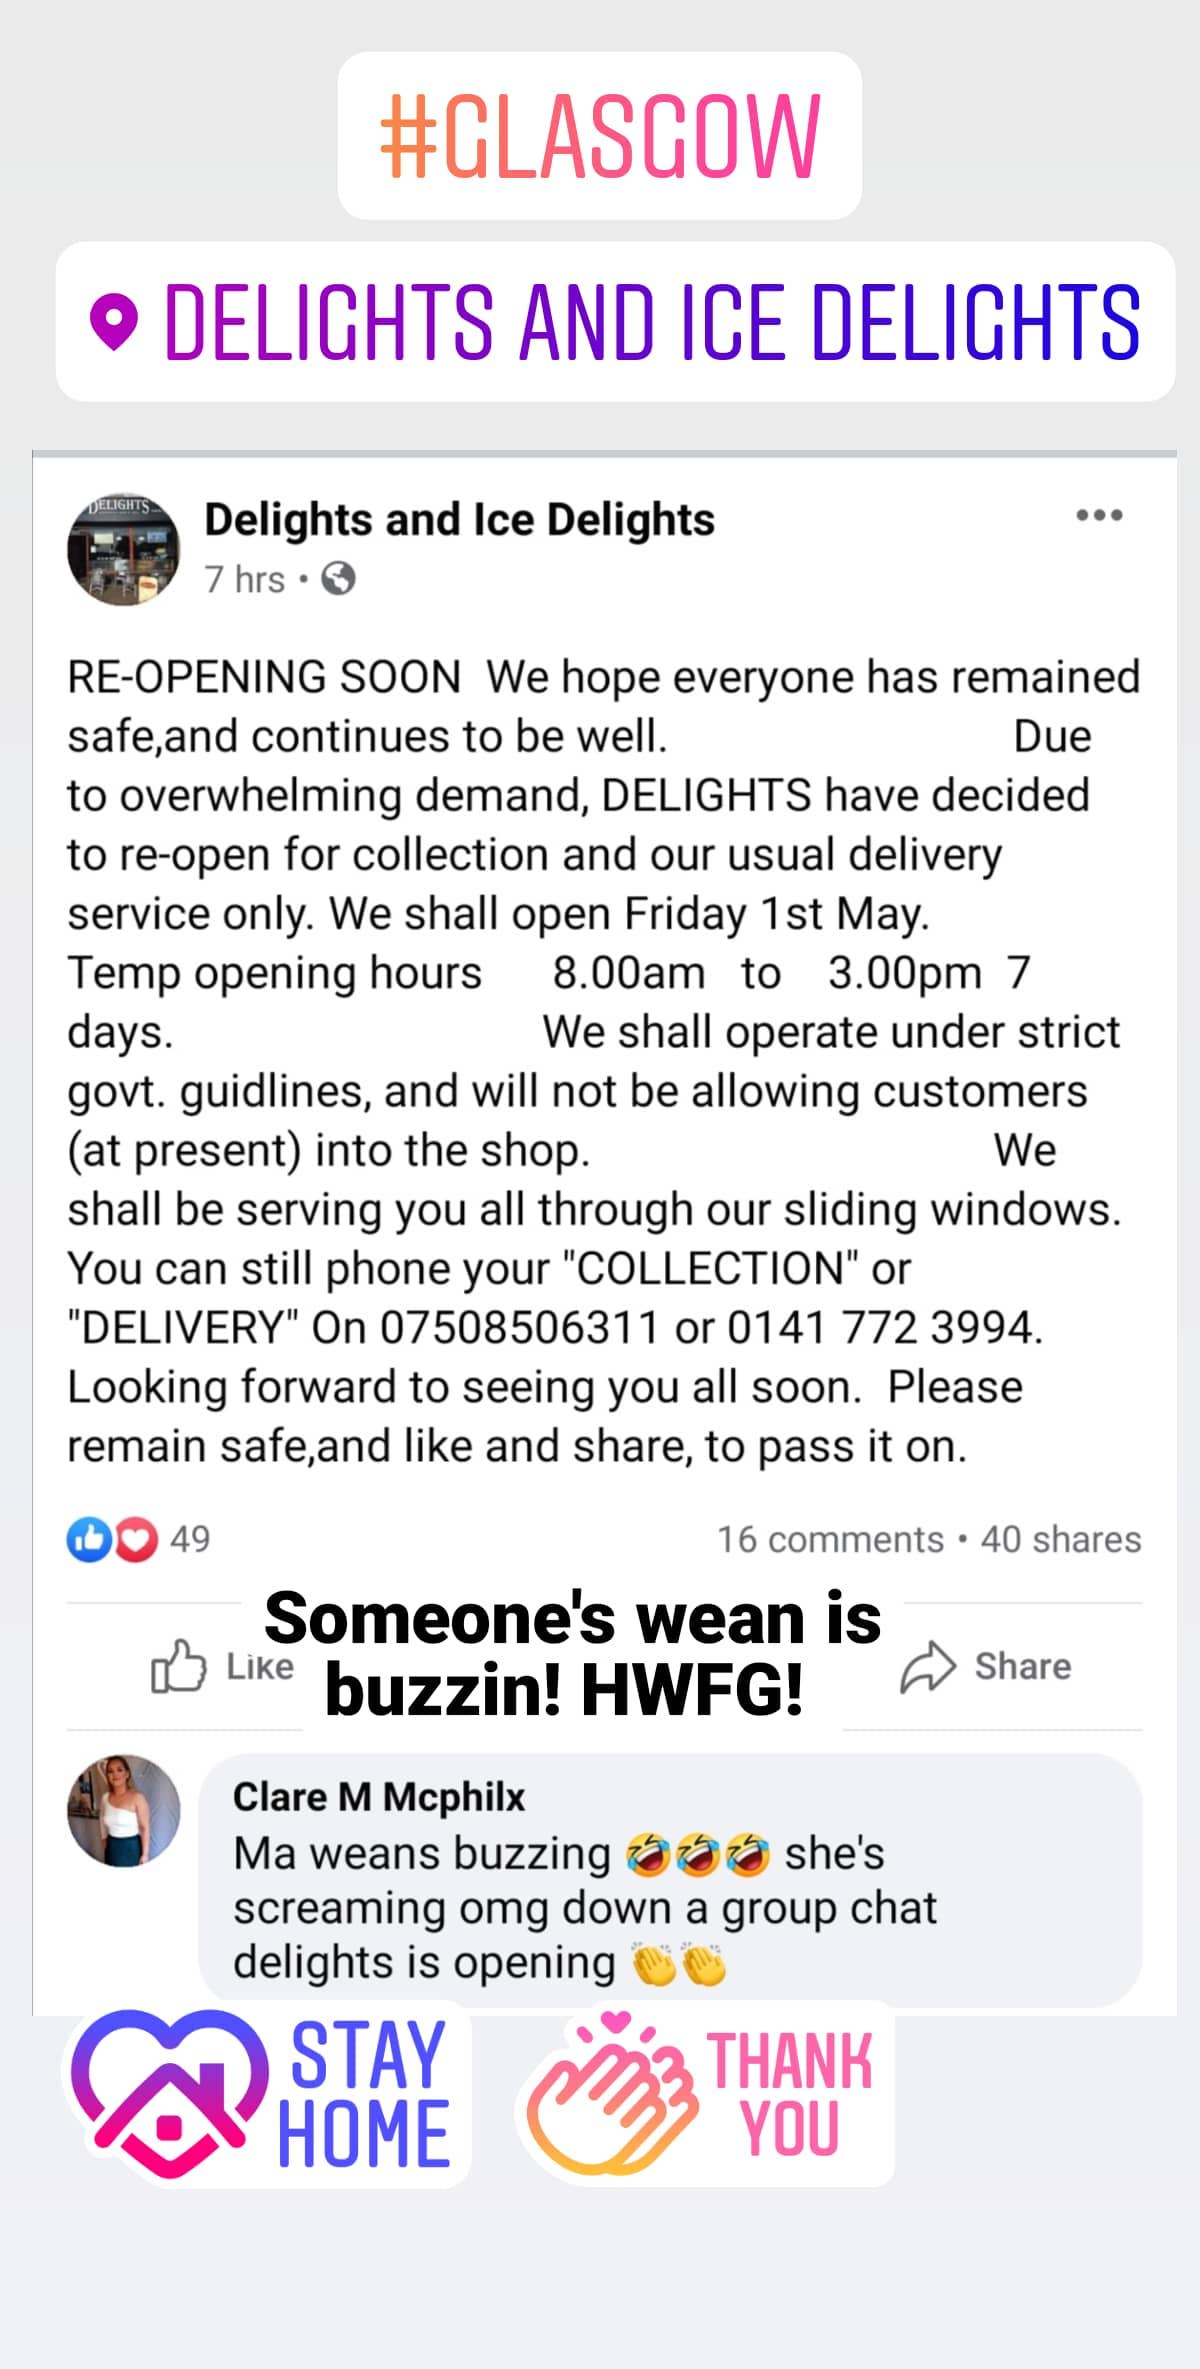 #GLASGOW
DELIGHTS AND ICE DELIGHTS
DELIGHTS
Delights and Ice Delights
7 hrs •
RE-OPENING SOON  We hope everyone has remained
safe,and continues to be well. Due
to overwhelming demand, DELIGHTS have decided
to re-open for collection and our usual delivery
service only. We shall open Friday 1st May.
Temp opening hours 8.00am to 3.00pm 7
days. We shall operate under strict
govt. guidlines, and will not be allowing customers
(at present) into the shop. We
shall be serving you all through our sliding windows.
You can still phone your "COLLECTION" or
"DELIVERY" On 07508506311 or 0141 772 3994.
Looking forward to seeing you all soon.  Please
remain safe,and like and share, to pass it on.
49
16 comments • 40 shares
Someone's wean is
buzzin! HWFG!
Like
Share
Clare M Mcphilx
Ma weans buzzing 🤣🤣🤣 she's
screaming omg down a group chat
delights is opening 👏👏
STAY
HOME
THANK
YOU